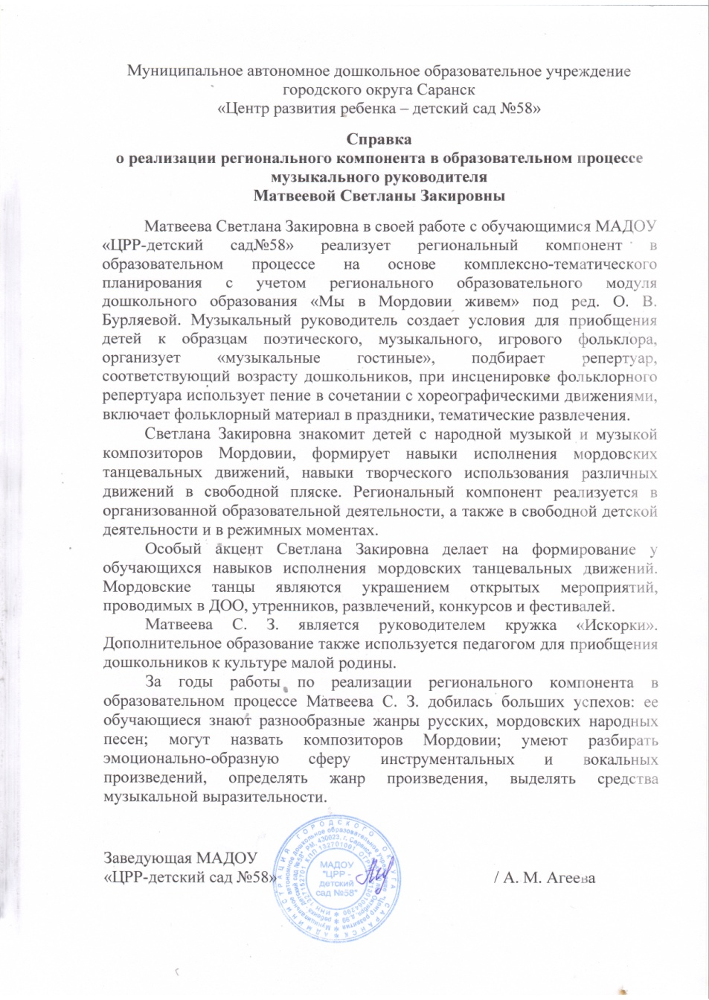 Муниципальное автономное дошкольное образовательное учреждение
городского округа Саранск
«Центр развития ребенка – детский сад №58»
Справка
о реализации регионального компонента в образовательном процессе
музыкального руководителя
Матвеевой Светланы Закировны
Матвеева Светлана Закировна в своей работе с обучающимися МАДОУ
«ЦРР-детский сад№58» реализует региональный компонент в
образовательном процессе на основе комплексно-тематического
планирования с учетом регионального образовательного модуля
дошкольного образования «Мы в Мордовии живем» под ред. О. В.
Бурляевой. Музыкальный руководитель создает условия для приобщения
детей к образцам поэтического, музыкального, игрового фольклора,
организует «музыкальные гостиные», подбирает репертуар,
соответствующий возрасту дошкольников, при инсценировке фольклорного
репертуара использует пение в сочетании с хореографическими движениями,
включает фольклорный материал в праздники, тематические развлечения.
Светлана Закировна знакомит детей с народной музыкой и музыкой
композиторов Мордовии, формирует навыки исполнения мордовских
танцевальных движений, навыки творческого использования различных
движений в свободной пляске. Региональный компонент реализуется в
организованной образовательной деятельности, а также в свободной детской
деятельности и в режимных моментах.
Особый акцент Светлана Закировна делает на формирование у
обучающихся навыков исполнения мордовских танцевальных движений.
Мордовские танцы являются украшением открытых мероприятий,
проводимых в ДОО, утренников, развлечений, конкурсов и фестивалей.
Матвеева С. З. является руководителем кружка «Искорки».
Дополнительное образование также используется педагогом для приобщения
дошкольников к культуре малой родины.
За годы работы по реализации регионального компонента в
образовательном процессе Матвеева С. З. добилась больших успехов: ее
обучающиеся знают разнообразные жанры русских, мордовских народных
песен; могут назвать композиторов Мордовии; умеют разбирать
эмоционально-образную сферу инструментальных и вокальных
произведений, определять жанр произведения, выделять средства
музыкальной выразительности.
Заведующая МАДОУ
«ЦРР-детский сад №58» / А. М. Агеева
АДМИНИСТРАЦИЯ ГОРОДСКОГО ОКРУГА САРАНСК
МАДОУ
"ЦРР -
детский
сад №58"